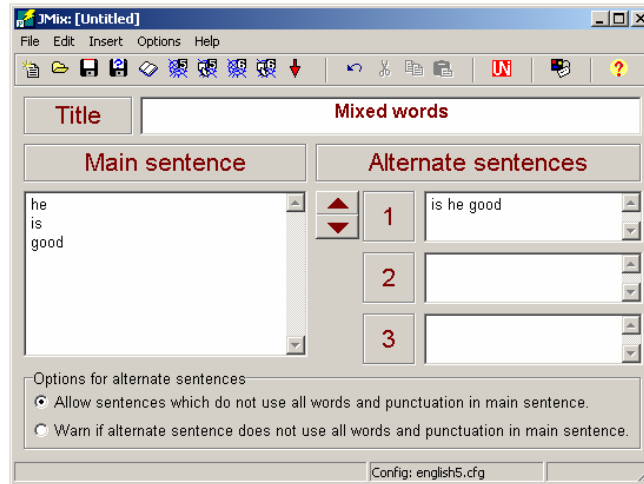 JMix: [Untitled]
File Edit Insert Options Help
Title
Mixed words
Main sentence
Alternate sentences
he
is
good
1
is he good
2
3
Options for alternate sentences
Allow sentences which do not use all words and punctuation in main sentence.
Warn if alternate sentence does not use all words and punctuation in main sentence.
Config: english5.cfg